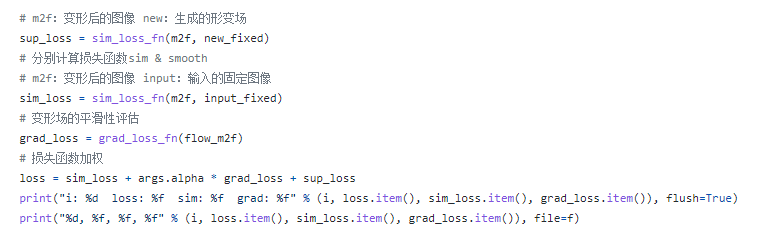 # m2f: 变形后的图像 new: 生成的形变场
sup_loss = sim_loss_fn(m2f, new_fixed)
# 分别计算损失函数sim & smooth
# m2f: 变形后的图像 input: 输入的固定图像
sim_loss = sim_loss_fn(m2f, input_fixed)
# 变形场的平滑性评估
grad_loss = grad_loss_fn(flow_m2f)
# 损失函数加权
loss = sim_loss + args.alpha * grad_loss + sup_loss
print("i: %d  loss: %f  sim: %f  grad: %f" % (i, loss.item(), sim_loss.item(), grad_loss.item()), flush=True)
print("%d, %f, %f, %f" % (i, loss.item(), sim_loss.item(), grad_loss.item()), file=f)